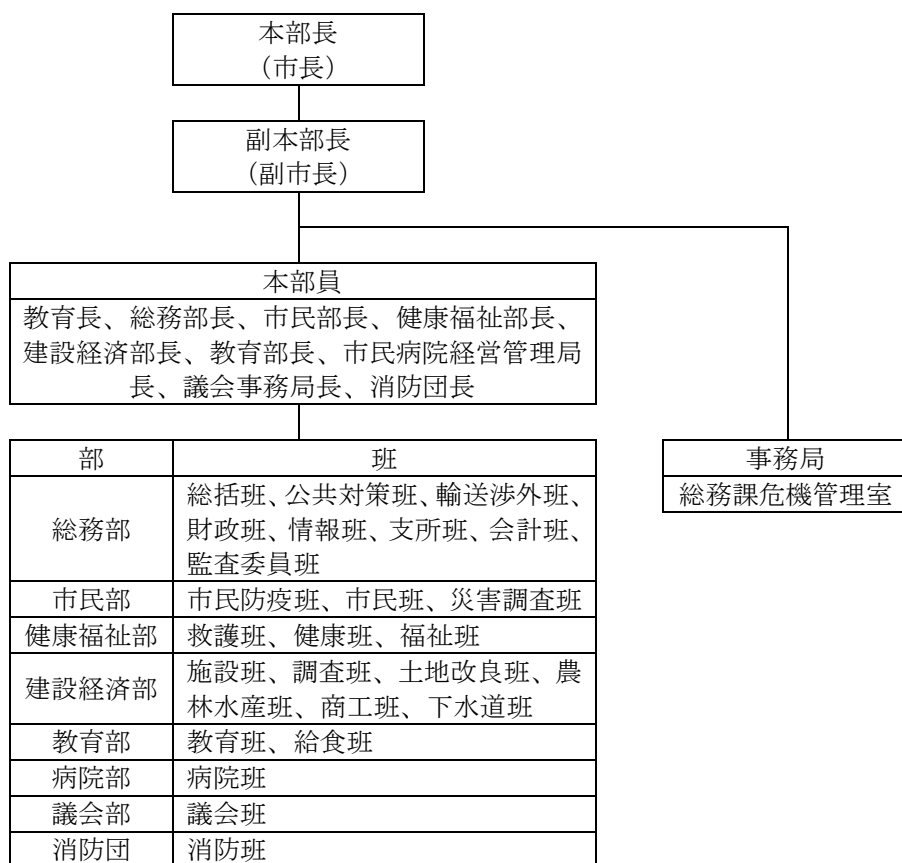 本部長
（市長）
副本部長
（副市長）
本部員
教育長、総務部長、市民部長、健康福祉部長、
建設経済部長、教育部長、市民病院経営管理局
長、議会事務局長、消防団長
部 班
総務部 総括班、公共対策班、輸送渉外班、
財政班、情報班、支所班、会計班、
監査委員班
市民部 市民防疫班、市民班、災害調査班
健康福祉部 救護班、健康班、福祉班
建設経済部 施設班、調査班、土地改良班、農
林水産班、商工班、下水道班
教育部 教育班、給食班
病院部 病院班
議会部 議会班
消防団 消防班
事務局
総務課危機管理室